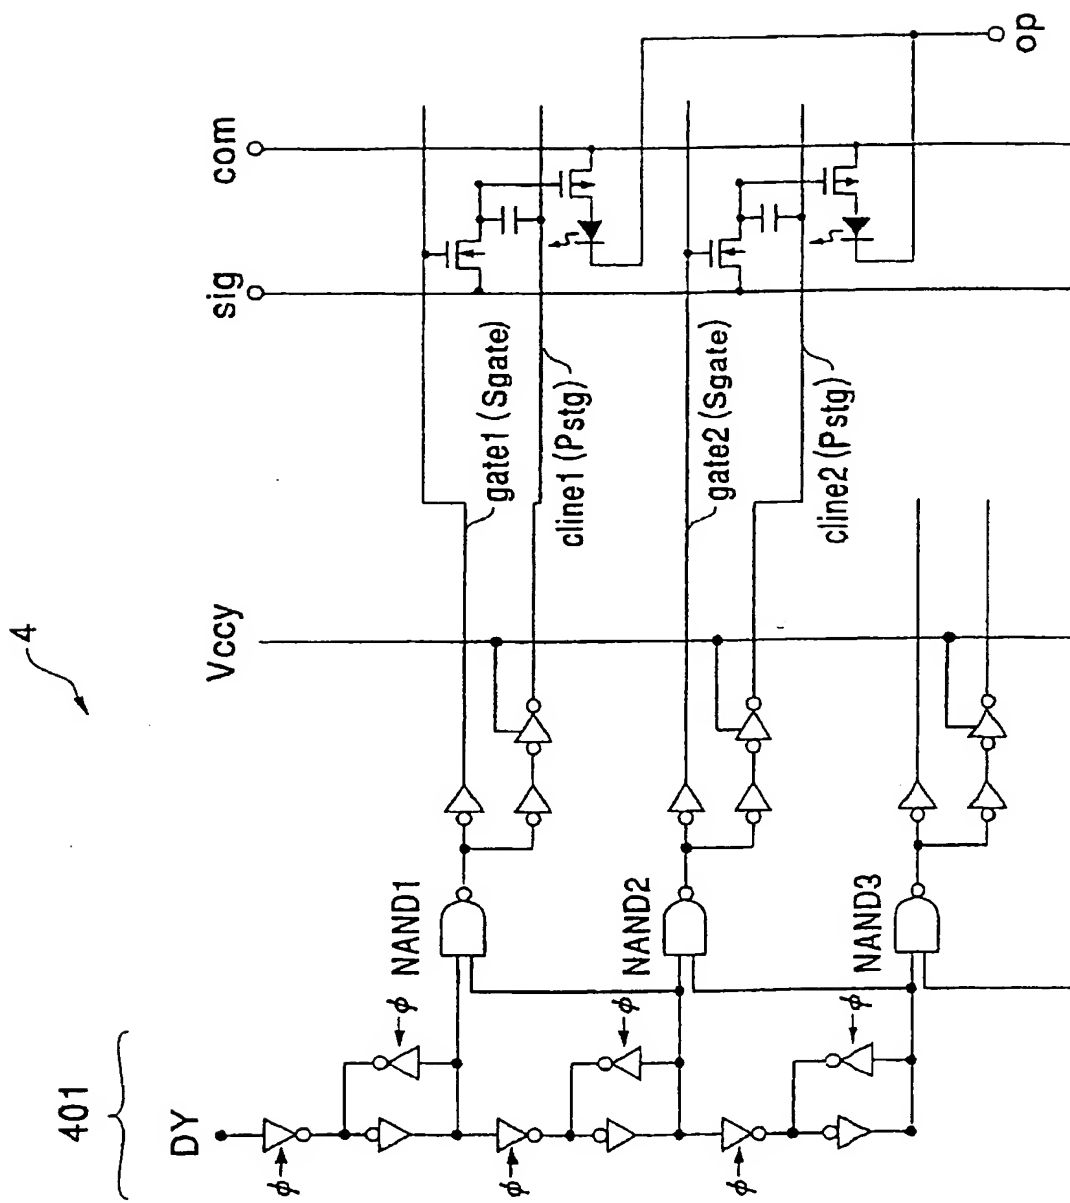 4
401
DY
Vccy
sig
com
op
gate1 (Sgate)
cline1 (Pstg)
gate2 (Sgate)
cline2 (Pstg)
NAND1
NAND2
NAND3
ϕ
ϕ
ϕ
ϕ
ϕ
ϕ